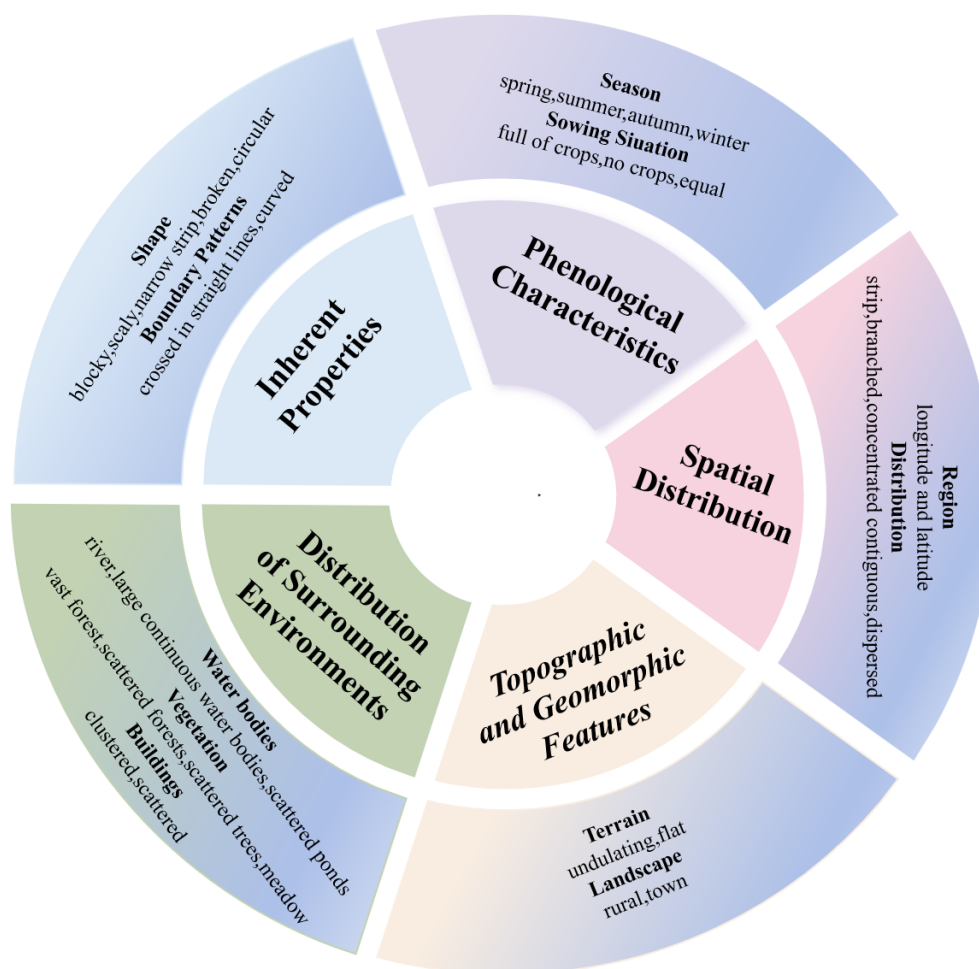 Season
spring,summer,autumn,winter
Sowing Siuation
full of crops,no crops,equal
Phenological
Characteristics
Region
longitude and latitude
Distribution
strip,branched,concentrated contiguous,dispersed
Spatial
Distribution
Topographic
and Geomorphic
Features
Terrain
undulating,flat
Landscape
rural,town
Distribution
of Surrounding
Environments
Water bodies
river,large continuous water bodies,scattered ponds
Vegetation
vast forest,scattered forests,scattered trees,meadow
Buildings
clustered,scattered
Shape
blocky,scaly,narrow strip,broken,circular
Boundary Patterns
crossed in straight lines,curved
Inherent
Properties